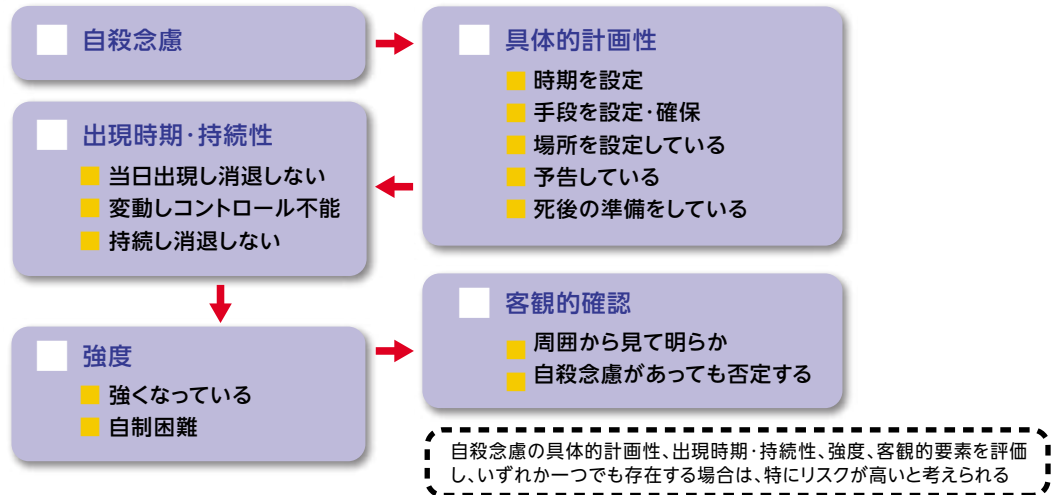 自殺念慮
具体的計画性
時期を設定
手段を設定・確保
場所を設定している
予告している
死後の準備をしている
出現時期・持続性
当日出現し消退しない
変動しコントロール不能
持続し消退しない
強度
強くなっている
自制困難
客観的確認
周囲から見て明らか
自殺念慮があっても否定する
自殺念慮の具体的計画性、出現時期・持続性、強度、客観的要素を評価
し、いずれか一つでも存在する場合は、特にリスクが高いと考えられる